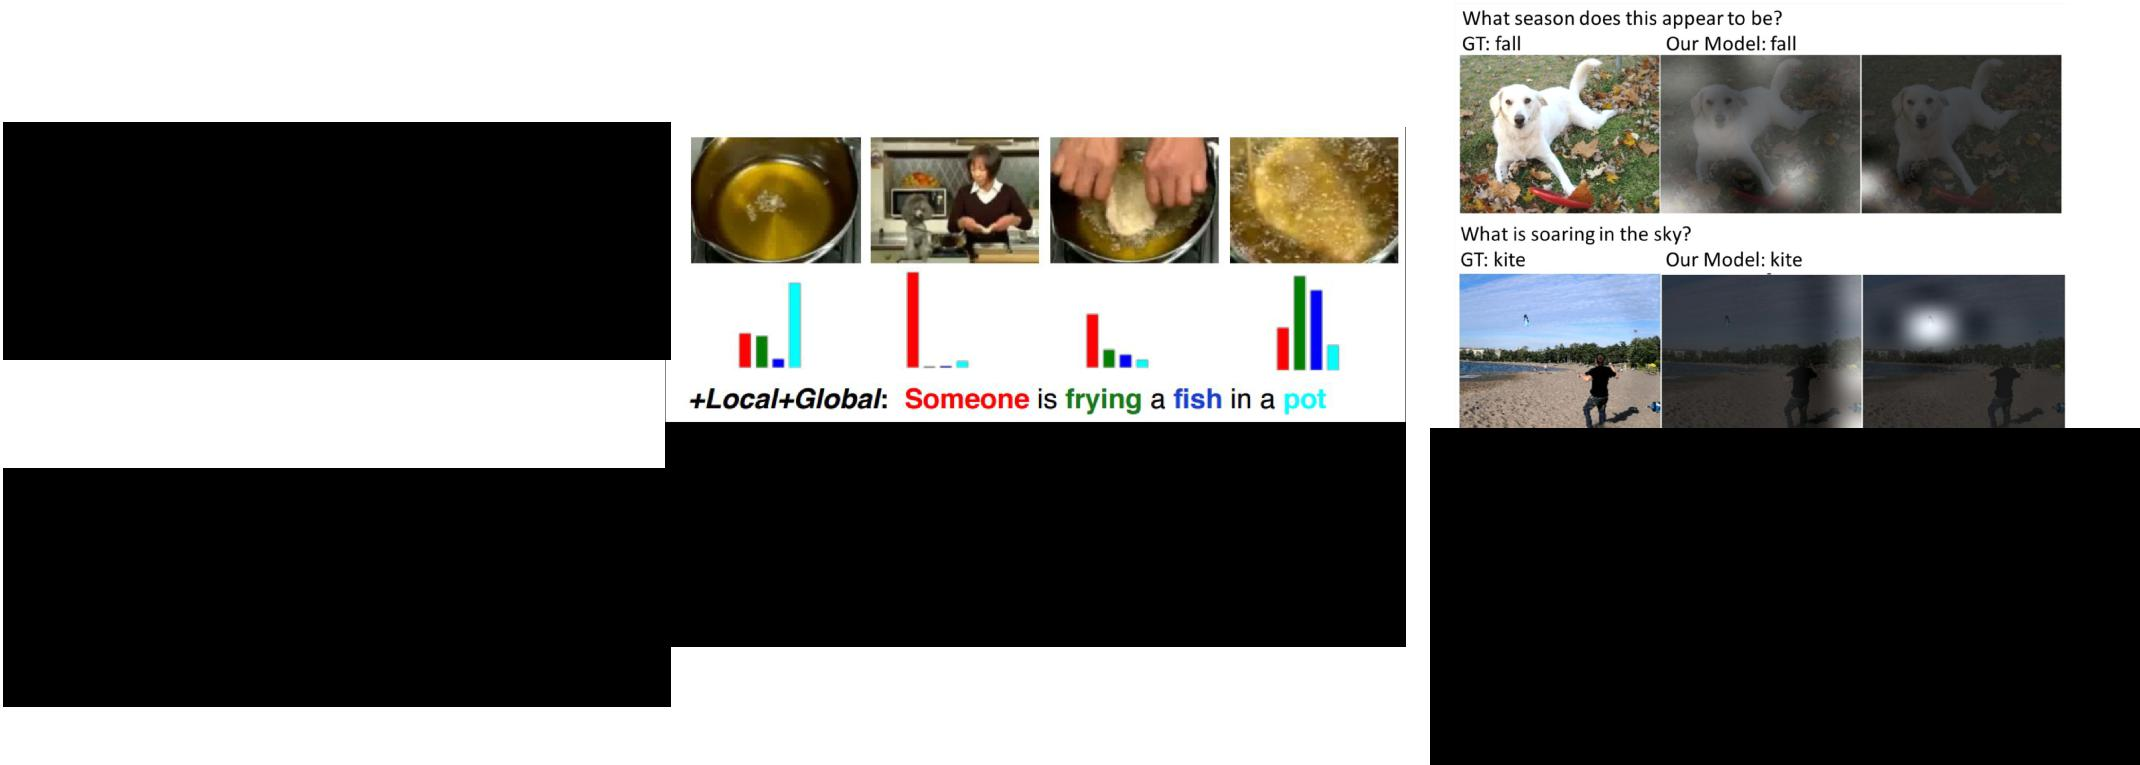 +Local+Global: Someone is frying a fish in a pot
What season does this appear to be?
GT: fall Our Model: fall
What is soaring in the sky?
GT: kite Our Model: kite